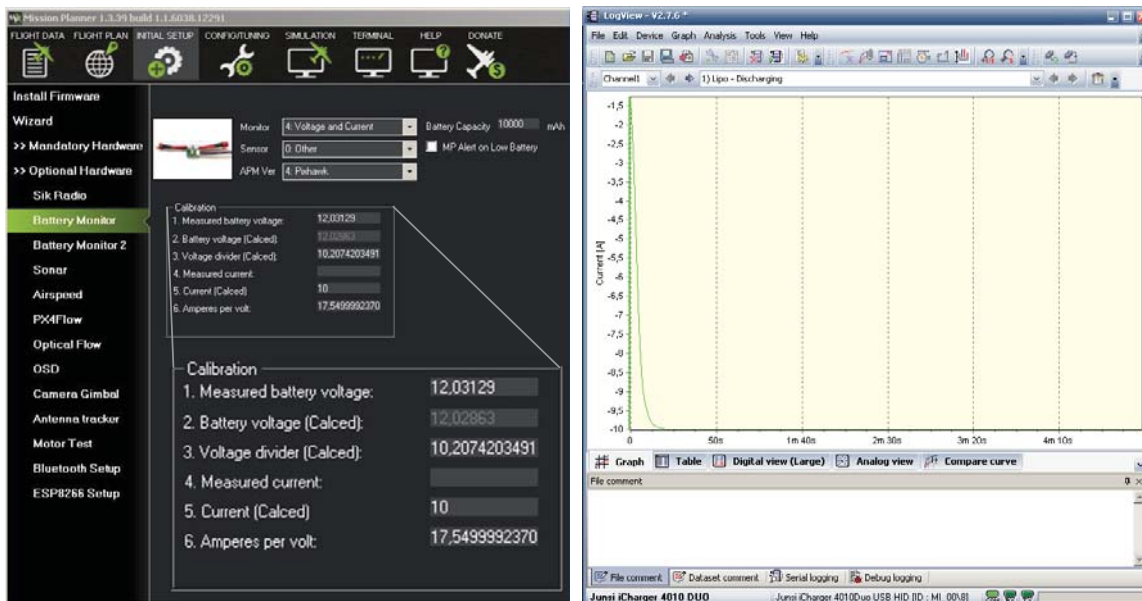 Mission Planner 1.3.39 build 1.1.6038.12291
FLIGHT DATA FLIGHT PLAN INITIAL SETUP CONFIG/TUNING SIMULATION TERMINAL HELP DONATE
Install Firmware
Wizard
>> Mandatory Hardware
>> Optional Hardware
Sik Radio
Battery Monitor
Battery Monitor 2
Sonar
Airspeed
PX4Flow
Optical Flow
OSD
Camera Gimbal
Antenna tracker
Motor Test
Bluetooth Setup
ESP8266 Setup
Monitor 4: Voltage and Current Battery Capacity 10000 mAh
Sensor 0: Other MP Alert on Low Battery
APM Ver 4: Pixhawk
Calibration
1. Measured battery voltage: 12,03129
2. Battery voltage (Calced): 12,02863
3. Voltage divider (Calced): 10,2074203491
4. Measured current:
5. Current (Calced) 10
6. Amperes per volt: 17,5499992370
Calibration
1. Measured battery voltage: 12,03129
2. Battery voltage (Calced): 12,02863
3. Voltage divider (Calced): 10,2074203491
4. Measured current:
5. Current (Calced) 10
6. Amperes per volt: 17,5499992370
LogView - V2.7.6 *
File Edit Device Graph Analysis Tools View Help
Channel1 1) Lipo - Discharging
Current [A]
-1,5
-2
-2,5
-3
-3,5
-4
-4,5
-5
-5,5
-6
-6,5
-7
-7,5
-8
-8,5
-9
-9,5
-10
0 50s 1m 40s 2m 30s 3m 20s 4m 10s
Graph Table Digital view (Large) Analog view Compare curve
File comment
File comment Dataset comment Serial logging Debug logging
Junsi iCharger 4010 DUO Junsi iCharger 4010Duo USB HID